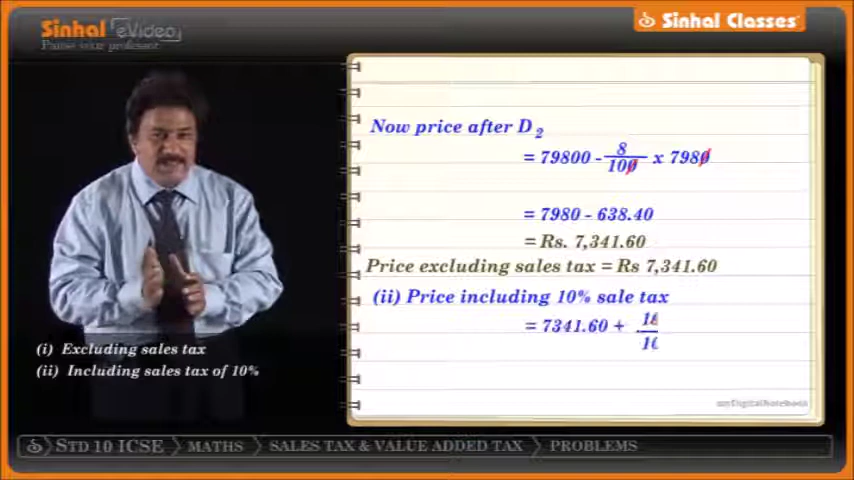 Sinhal eVideo
Pause your professor
Sinhal Classes
Now price after D2
= 79800 - 8/100 x 7980
= 7980 - 638.40
= Rs. 7,341.60
Price excluding sales tax = Rs 7,341.60
(ii) Price including 10% sale tax
= 7341.60 +
(i) Excluding sales tax
(ii) Including sales tax of 10%
myDigitalNotebook
STD 10 ICSE
MATHS
SALES TAX & VALUE ADDED TAX
PROBLEMS